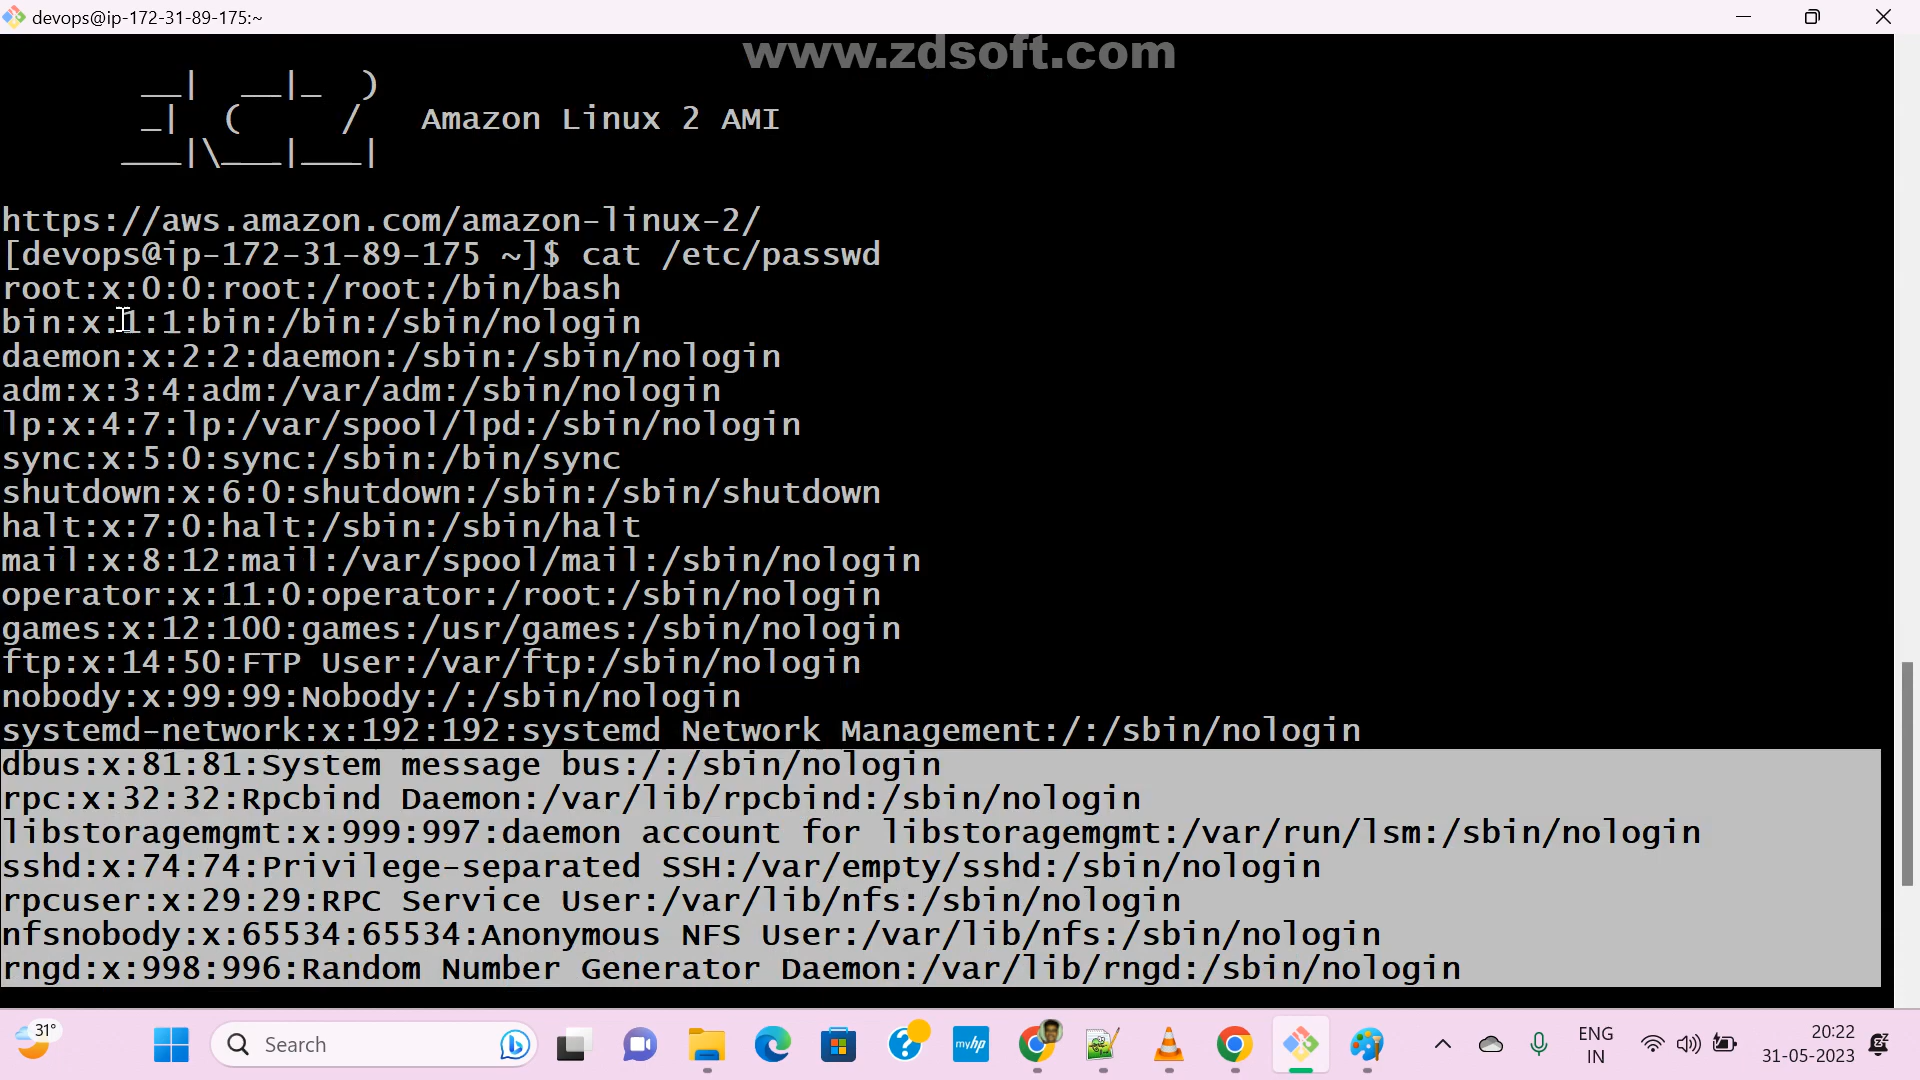 devops@ip-172-31-89-175:~
www.zdsoft.com
__| __|_ )
_| ( / Amazon Linux 2 AMI
___|\___|___|
https://aws.amazon.com/amazon-linux-2/
[devops@ip-172-31-89-175 ~]$ cat /etc/passwd
root:x:0:0:root:/root:/bin/bash
bin:x:1:1:bin:/bin:/sbin/nologin
daemon:x:2:2:daemon:/sbin:/sbin/nologin
adm:x:3:4:adm:/var/adm:/sbin/nologin
lp:x:4:7:lp:/var/spool/lpd:/sbin/nologin
sync:x:5:0:sync:/sbin:/bin/sync
shutdown:x:6:0:shutdown:/sbin:/sbin/shutdown
halt:x:7:0:halt:/sbin:/sbin/halt
mail:x:8:12:mail:/var/spool/mail:/sbin/nologin
operator:x:11:0:operator:/root:/sbin/nologin
games:x:12:100:games:/usr/games:/sbin/nologin
ftp:x:14:50:FTP User:/var/ftp:/sbin/nologin
nobody:x:99:99:Nobody:/:/sbin/nologin
systemd-network:x:192:192:systemd Network Management:/:/sbin/nologin
dbus:x:81:81:System message bus:/:/sbin/nologin
rpc:x:32:32:Rpcbind Daemon:/var/lib/rpcbind:/sbin/nologin
libstoragemgmt:x:999:997:daemon account for libstoragemgmt:/var/run/lsm:/sbin/nologin
sshd:x:74:74:Privilege-separated SSH:/var/empty/sshd:/sbin/nologin
rpcuser:x:29:29:RPC Service User:/var/lib/nfs:/sbin/nologin
nfsnobody:x:65534:65534:Anonymous NFS User:/var/lib/nfs:/sbin/nologin
rngd:x:998:996:Random Number Generator Daemon:/var/lib/rngd:/sbin/nologin
31°
Search
myhp
ENG
IN
20:22
31-05-2023